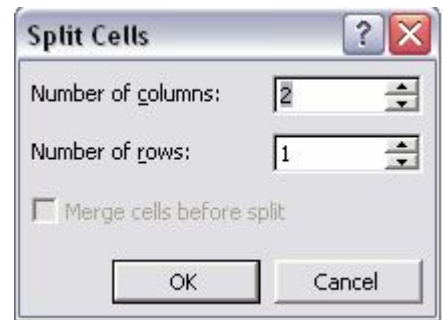 Split Cells
Number of columns: 2
Number of rows: 1
Merge cells before split
OK Cancel